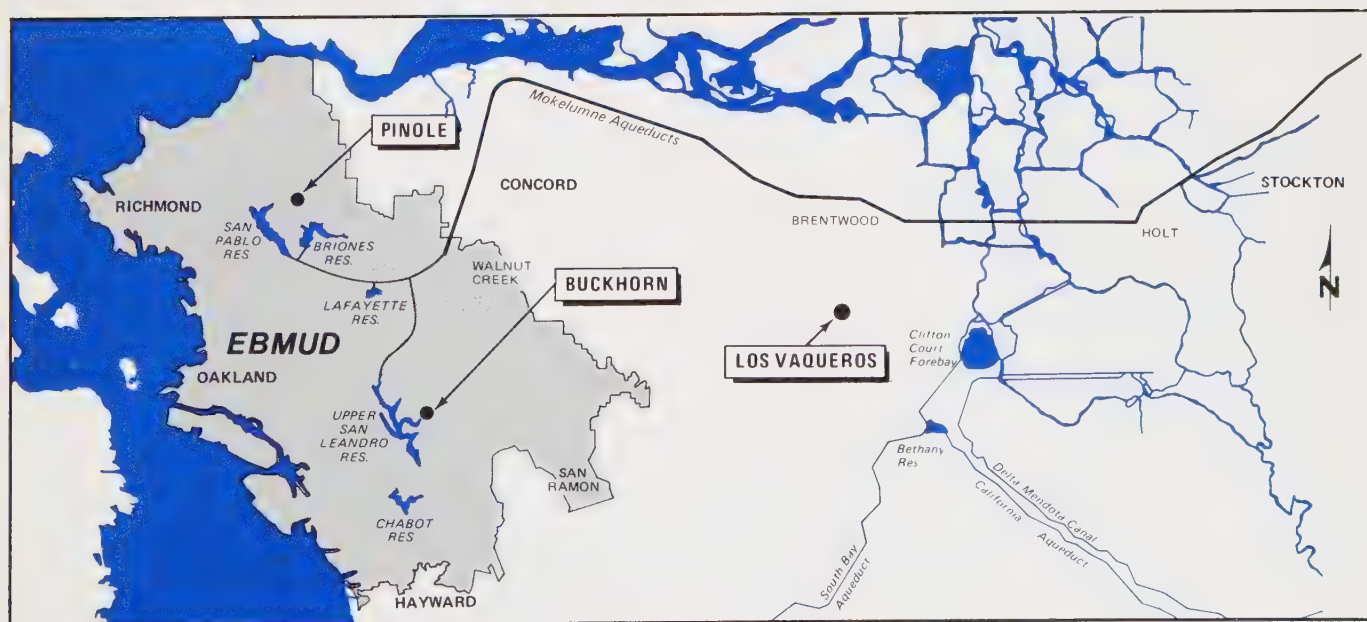 PINOLE
Mokelumne Aqueducts
CONCORD
STOCKTON
RICHMOND
BRENTWOOD
HOLT
SAN
PABLO
RES
BRIONES
RES.
WALNUT
CREEK
BUCKHORN
N
LAFAYETTE
RES.
EBMUD
LOS VAQUEROS
Clifton
Court
Forebay
OAKLAND
UPPER
SAN
LEANDRO
RES.
Bethany
Res
SAN
RAMON
Delta Mendota Canal
California
Aqueduct
CHABOT
RES
South Bay
Aqueduct
HAYWARD